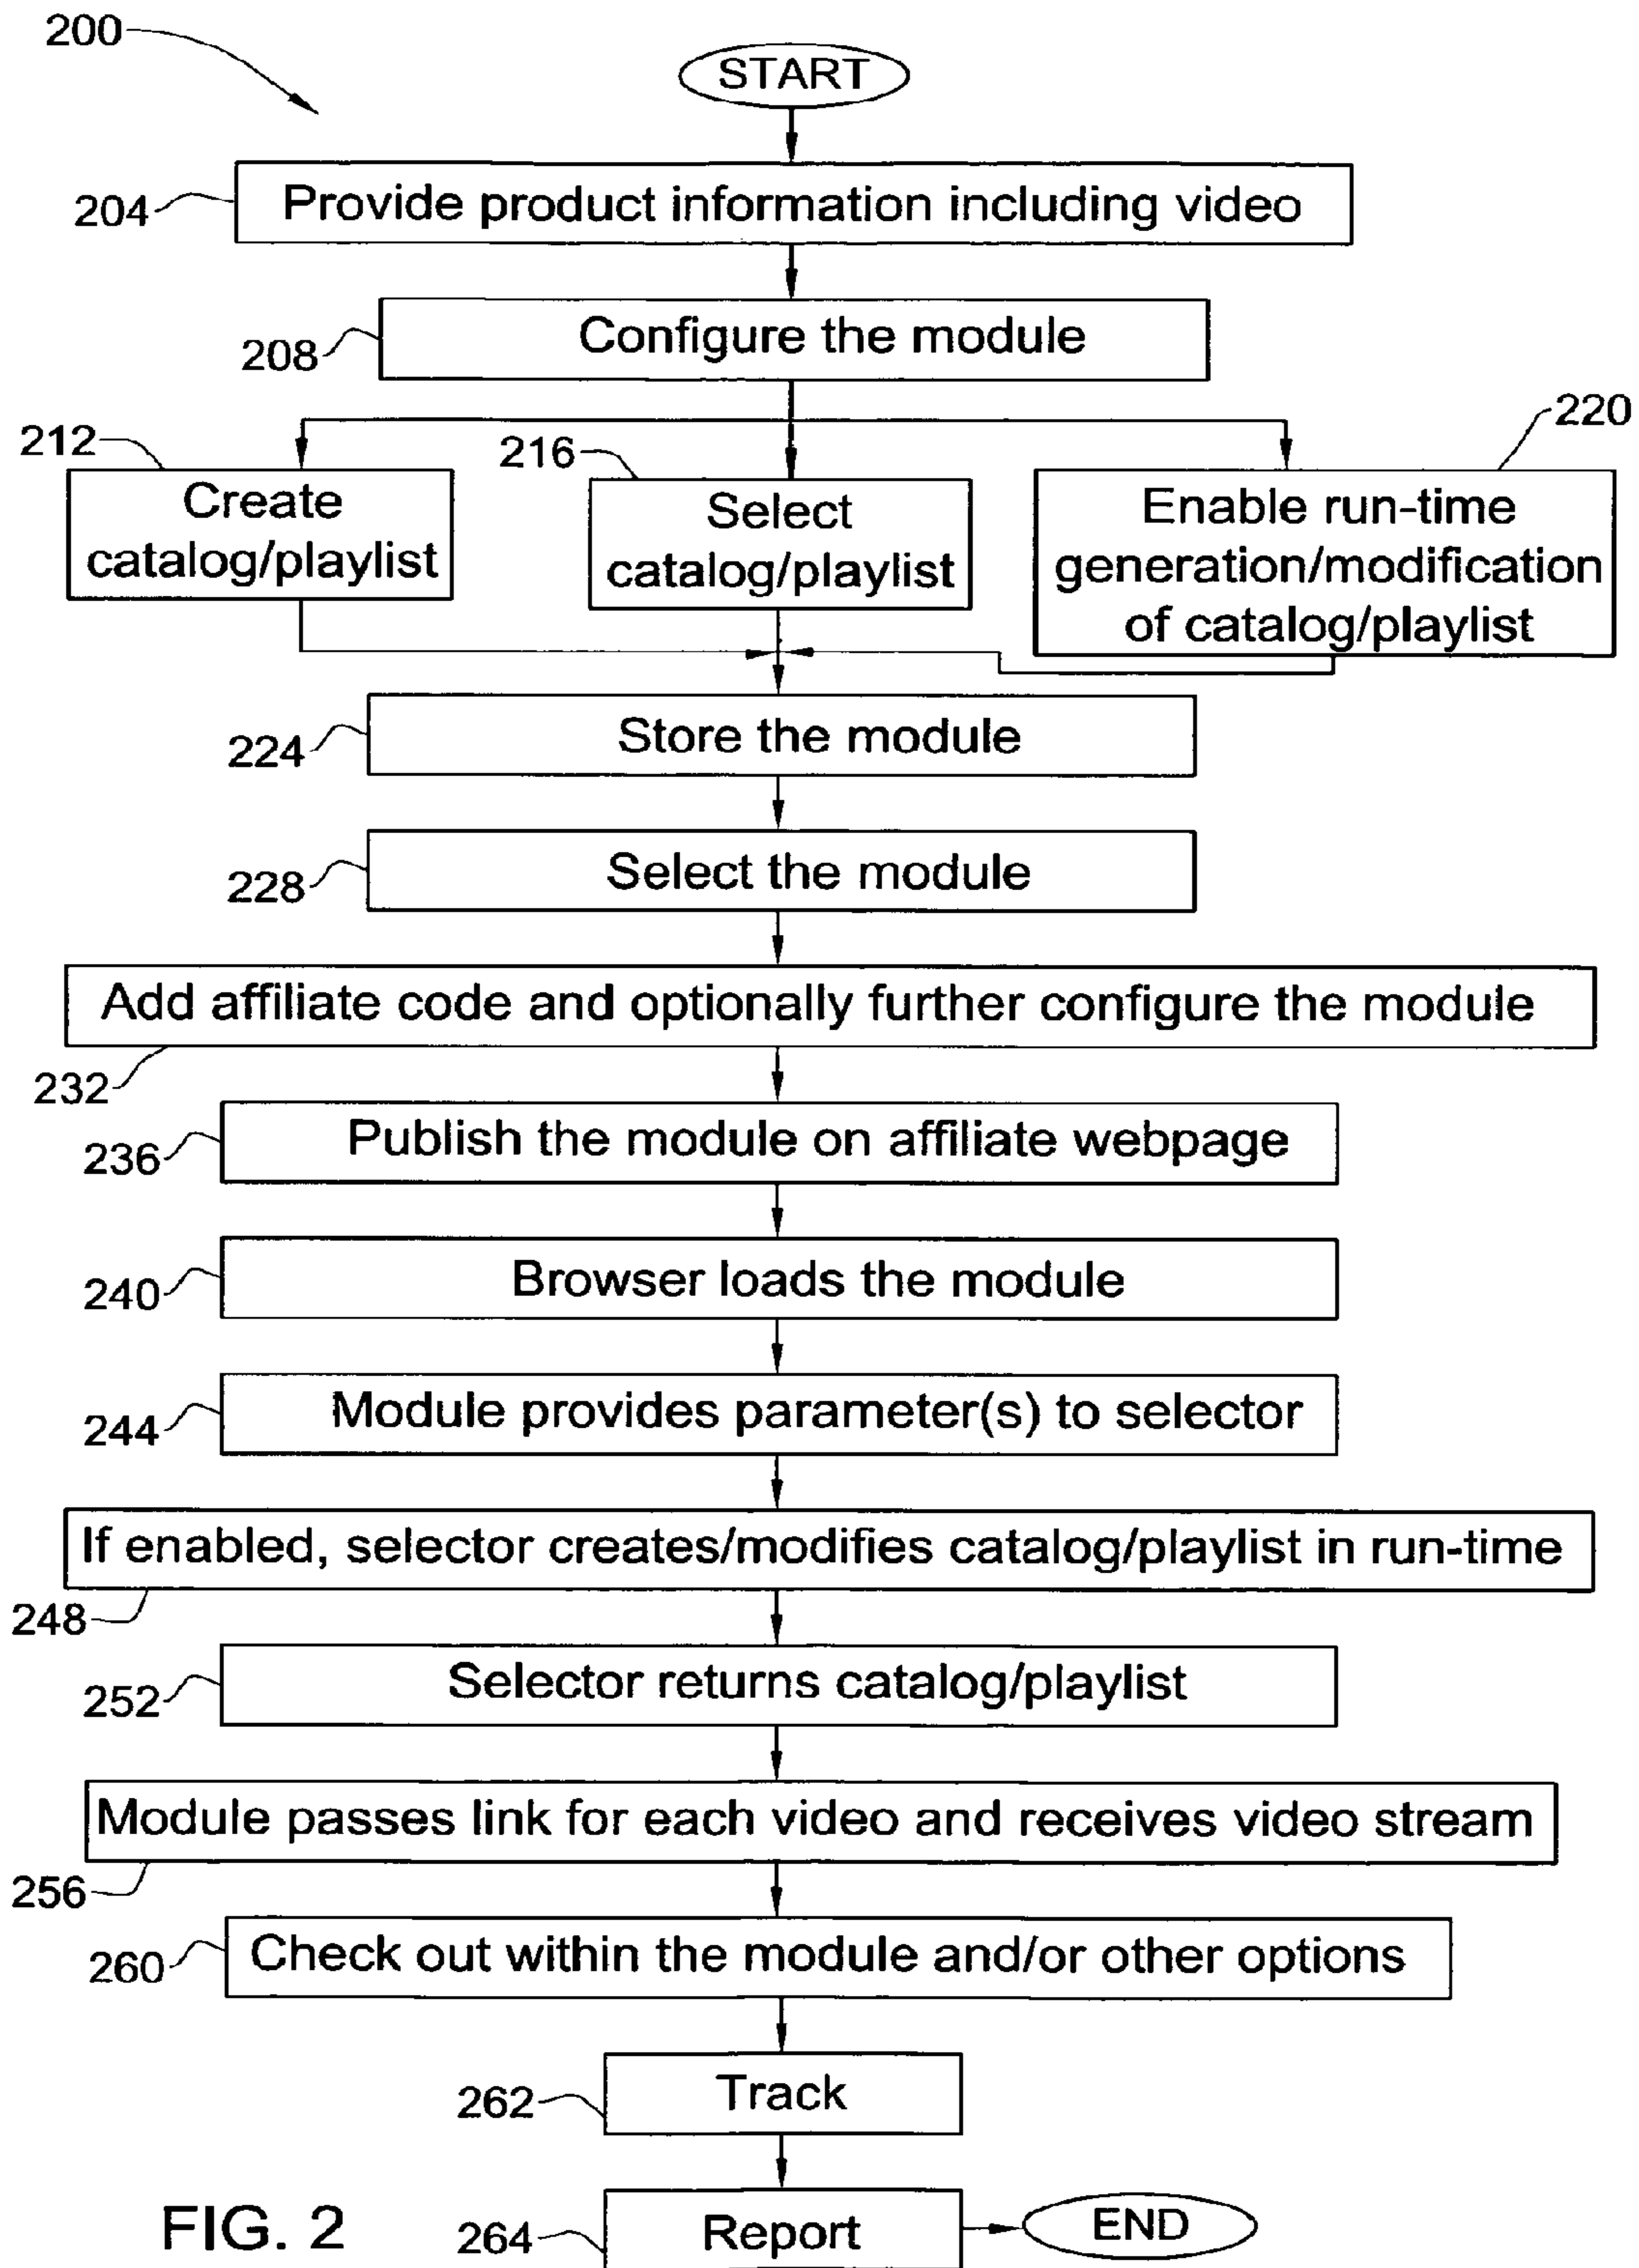 200
START
204
Provide product information including video
208
Configure the module
212
Create
catalog/playlist
216
Select
catalog/playlist
220
Enable run-time
generation/modification
of catalog/playlist
224
Store the module
228
Select the module
Add affiliate code and optionally further configure the module
232
236
Publish the module on affiliate webpage
240
Browser loads the module
244
Module provides parameter(s) to selector
If enabled, selector creates/modifies catalog/playlist in run-time
248
252
Selector returns catalog/playlist
Module passes link for each video and receives video stream
256
260
Check out within the module and/or other options
262
Track
264
Report
END
FIG. 2